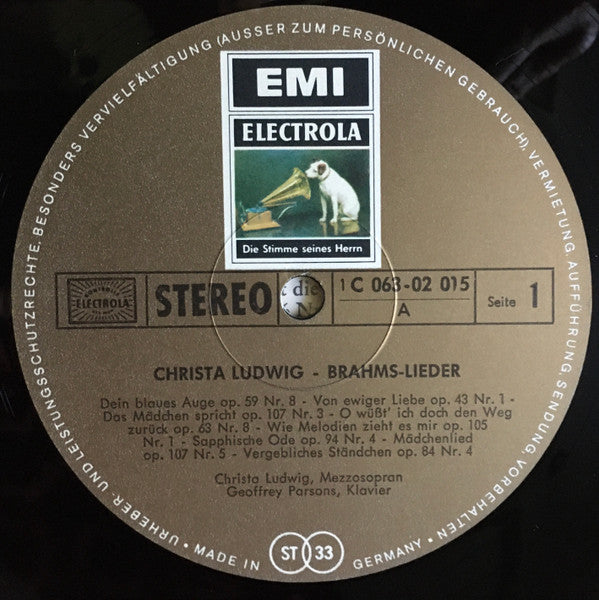 URHEBER- UND LEISTUNGSSCHUTZRECHTE, BESONDERS VERVIELFÄLTIGUNG (AUSSER ZUM PERSÖNLICHEN GEBRAUCH), VERMIETUNG, AUFFÜHRUNG, SENDUNG, VORBEHALTEN •
EMI
ELECTROLA
Die Stimme seines Herrn
ELECTROLA
STEREO
die
1 C 063-02 015
A
Seite 1
CHRISTA LUDWIG - BRAHMS-LIEDER
Dein blaues Auge op. 59 Nr. 8 - Von ewiger Liebe op. 43 Nr. 1 -
Das Mädchen spricht op. 107 Nr. 3 - O wüßt' ich doch den Weg
zurück op. 63 Nr. 8 - Wie Melodien zieht es mir op. 105
Nr. 1 - Sapphische Ode op. 94 Nr. 4 - Mädchenlied
op. 107 Nr. 5 - Vergebliches Ständchen op. 84 Nr. 4
Christa Ludwig, Mezzosopran
Geoffrey Parsons, Klavier
• MADE IN ST 33 GERMANY •